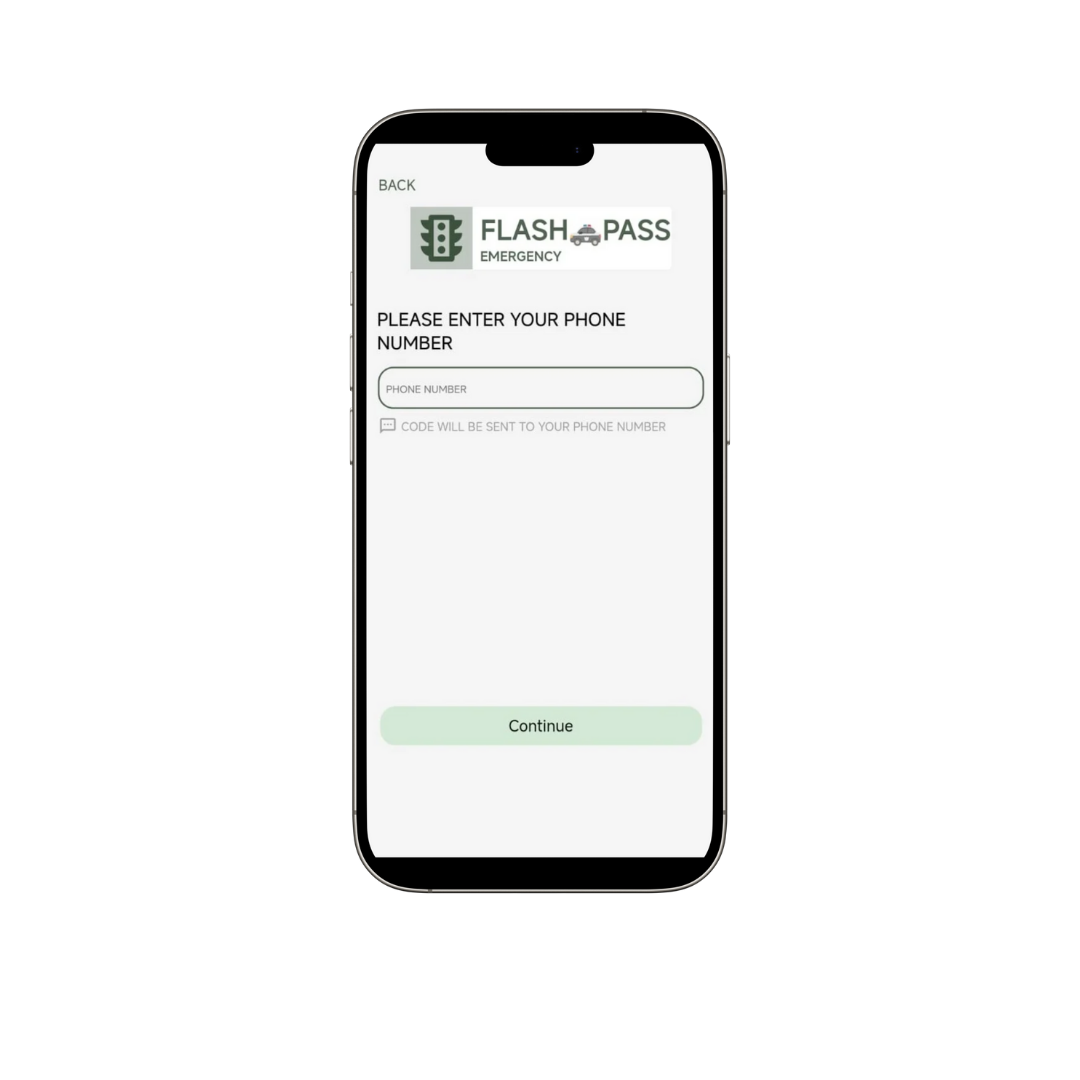 BACK
FLASH PASS
EMERGENCY
PLEASE ENTER YOUR PHONE
NUMBER
PHONE NUMBER
CODE WILL BE SENT TO YOUR PHONE NUMBER
Continue